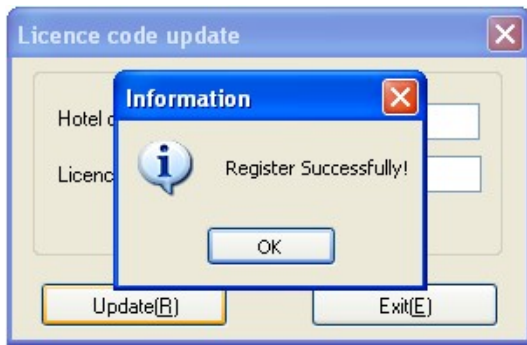 Licence code update
Information
Hotel
Register Successfully!
Licenc
OK
Update(R)
Exit(E)